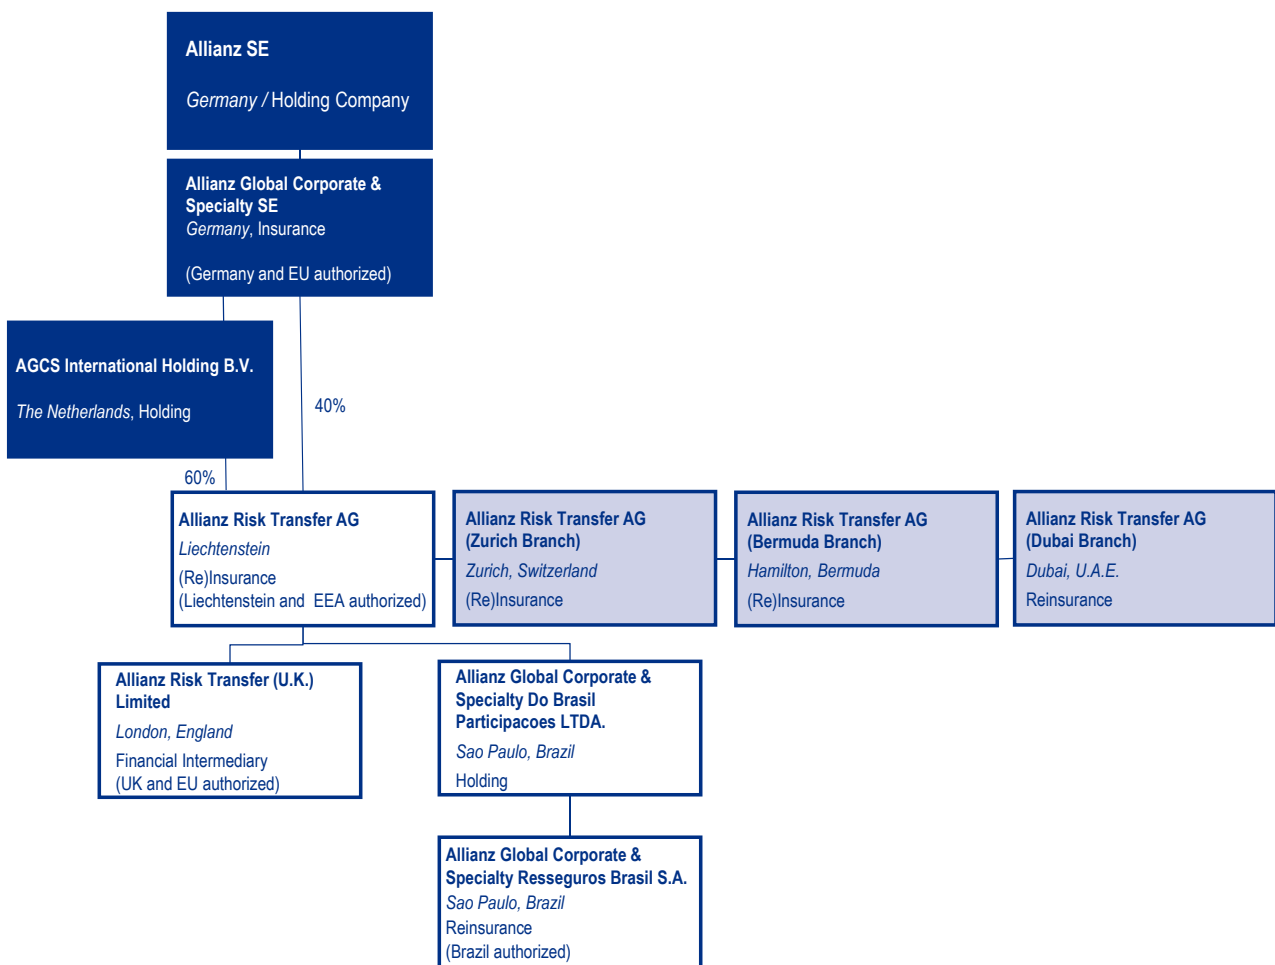 Allianz SE
Germany / Holding Company
Allianz Global Corporate &
Specialty SE
Germany, Insurance
(Germany and EU authorized)
AGCS International Holding B.V.
The Netherlands, Holding
40%
60%
Allianz Risk Transfer AG
Liechtenstein
(Re)Insurance
(Liechtenstein and EEA authorized)
Allianz Risk Transfer AG
(Zurich Branch)
Zurich, Switzerland
(Re)Insurance
Allianz Risk Transfer AG
(Bermuda Branch)
Hamilton, Bermuda
(Re)Insurance
Allianz Risk Transfer AG
(Dubai Branch)
Dubai, U.A.E.
Reinsurance
Allianz Risk Transfer (U.K.)
Limited
London, England
Financial Intermediary
(UK and EU authorized)
Allianz Global Corporate &
Specialty Do Brasil
Participacoes LTDA.
Sao Paulo, Brazil
Holding
Allianz Global Corporate &
Specialty Resseguros Brasil S.A.
Sao Paulo, Brazil
Reinsurance
(Brazil authorized)